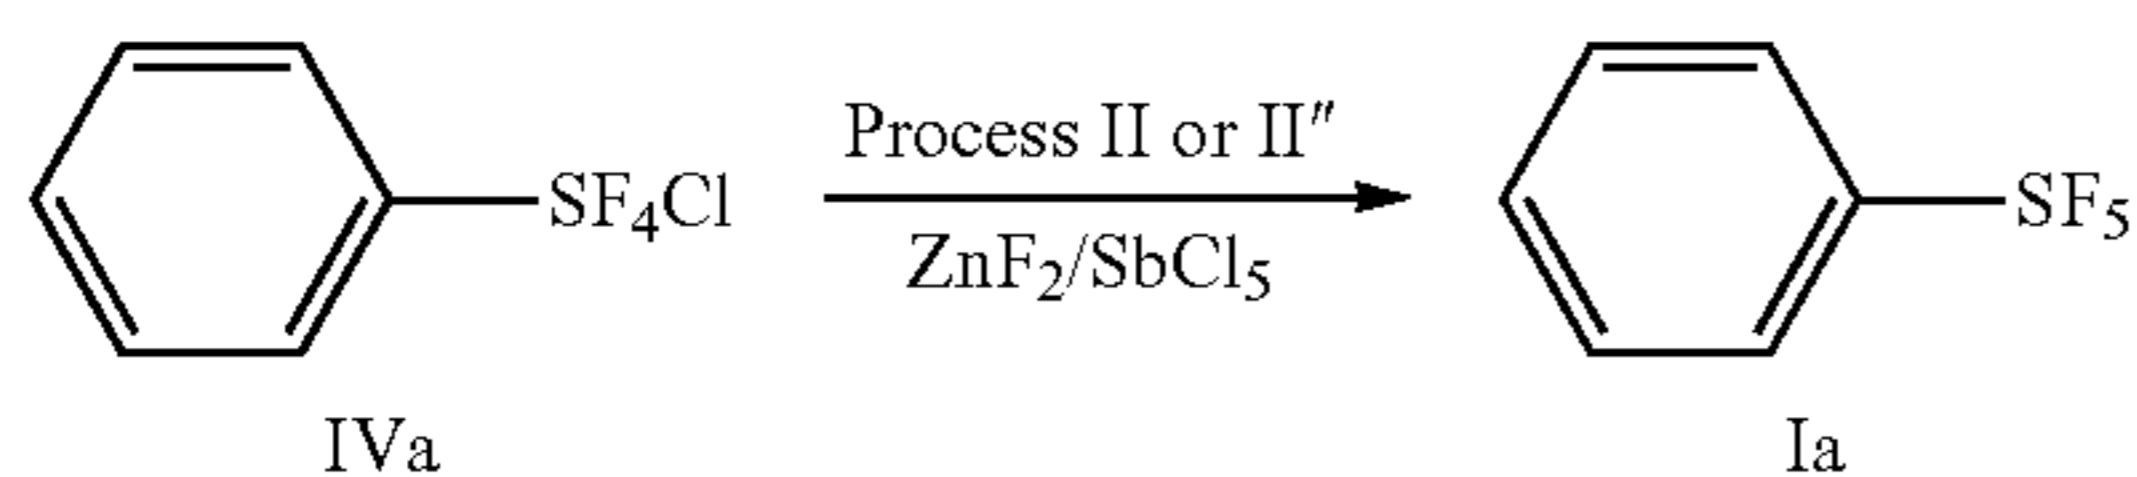 Process II or II″
SF₄Cl
SF₅
ZnF₂/SbCl₅
IVa
Ia